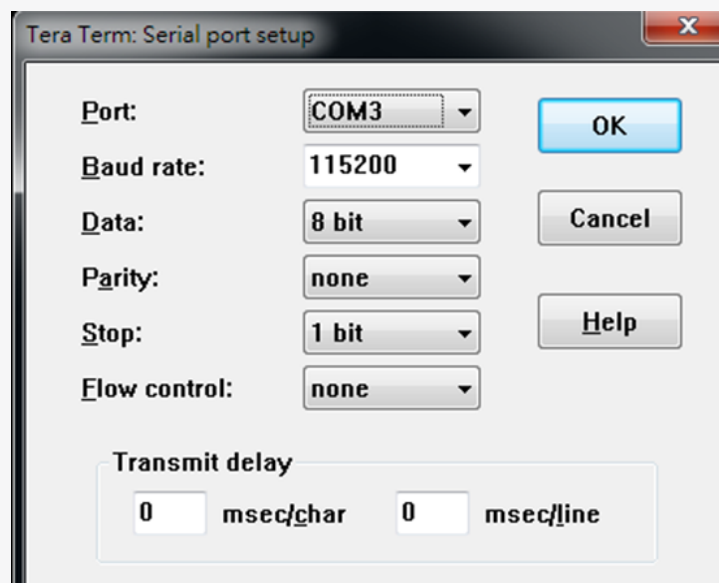 Tera Term: Serial port setup
Port: COM3
OK
Baud rate: 115200
Data: 8 bit
Cancel
Parity: none
Stop: 1 bit
Help
Flow control: none
Transmit delay
0 msec/char 0 msec/line